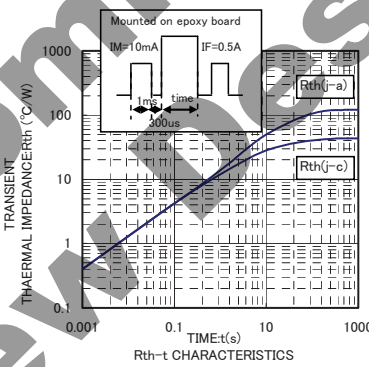 Mounted on epoxy board
IM=10mA IF=0.5A
1ms time
300us
1000
100
10
1
0.1
Rth(j-a)
Rth(j-c)
TRANSIENT
THAERMAL IMPEDANCE:Rth (℃/W)
0.001 0.1 10 1000
TIME:t(s)
Rth-t CHARACTERISTICS